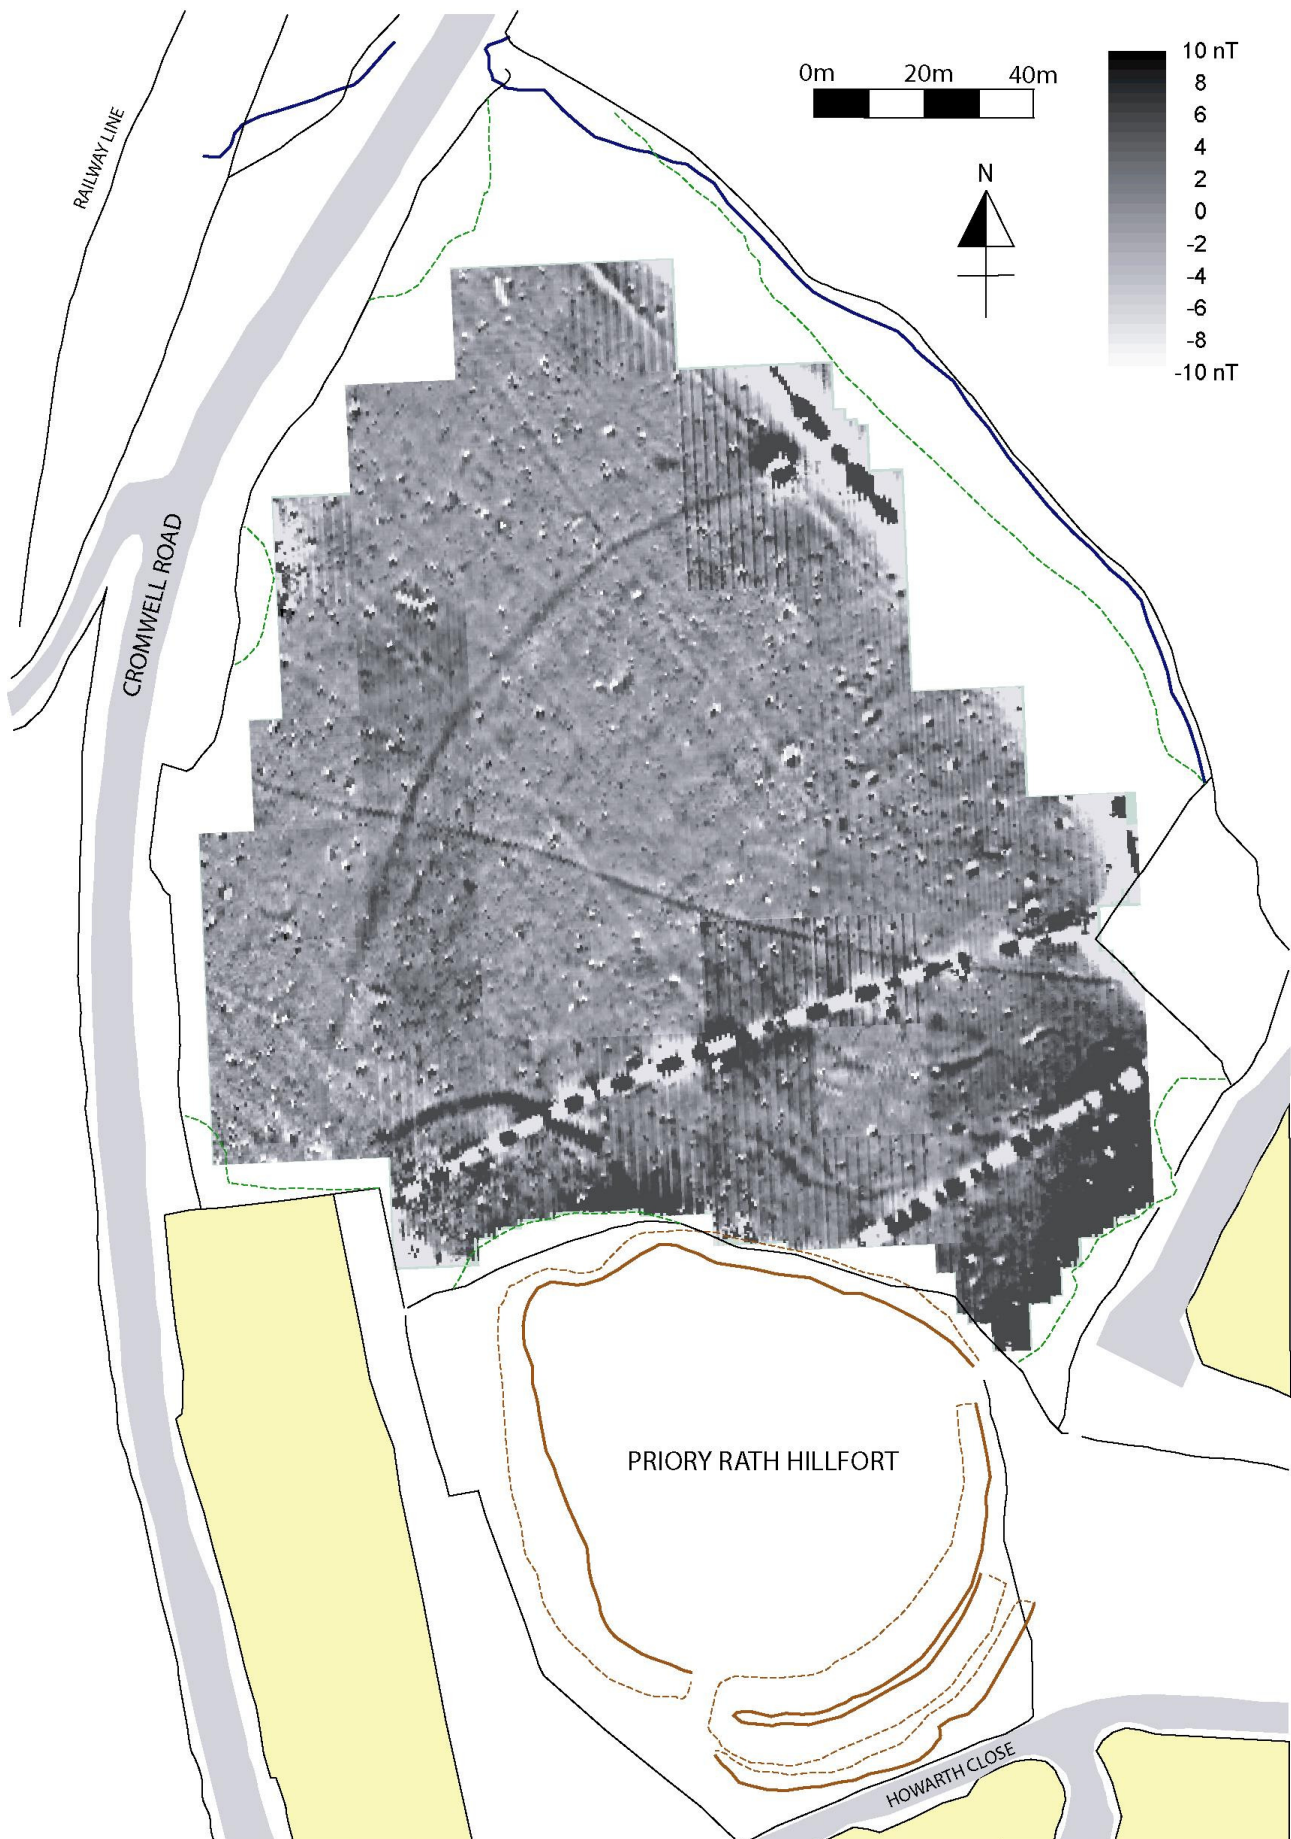 10 nT
0m 20m 40m
8
6
RAILWAY LINE
4
N
2
0
-2
-4
-6
-8
-10 nT
CROMWELL ROAD
PRIORY RATH HILLFORT
HOWARTH CLOSE